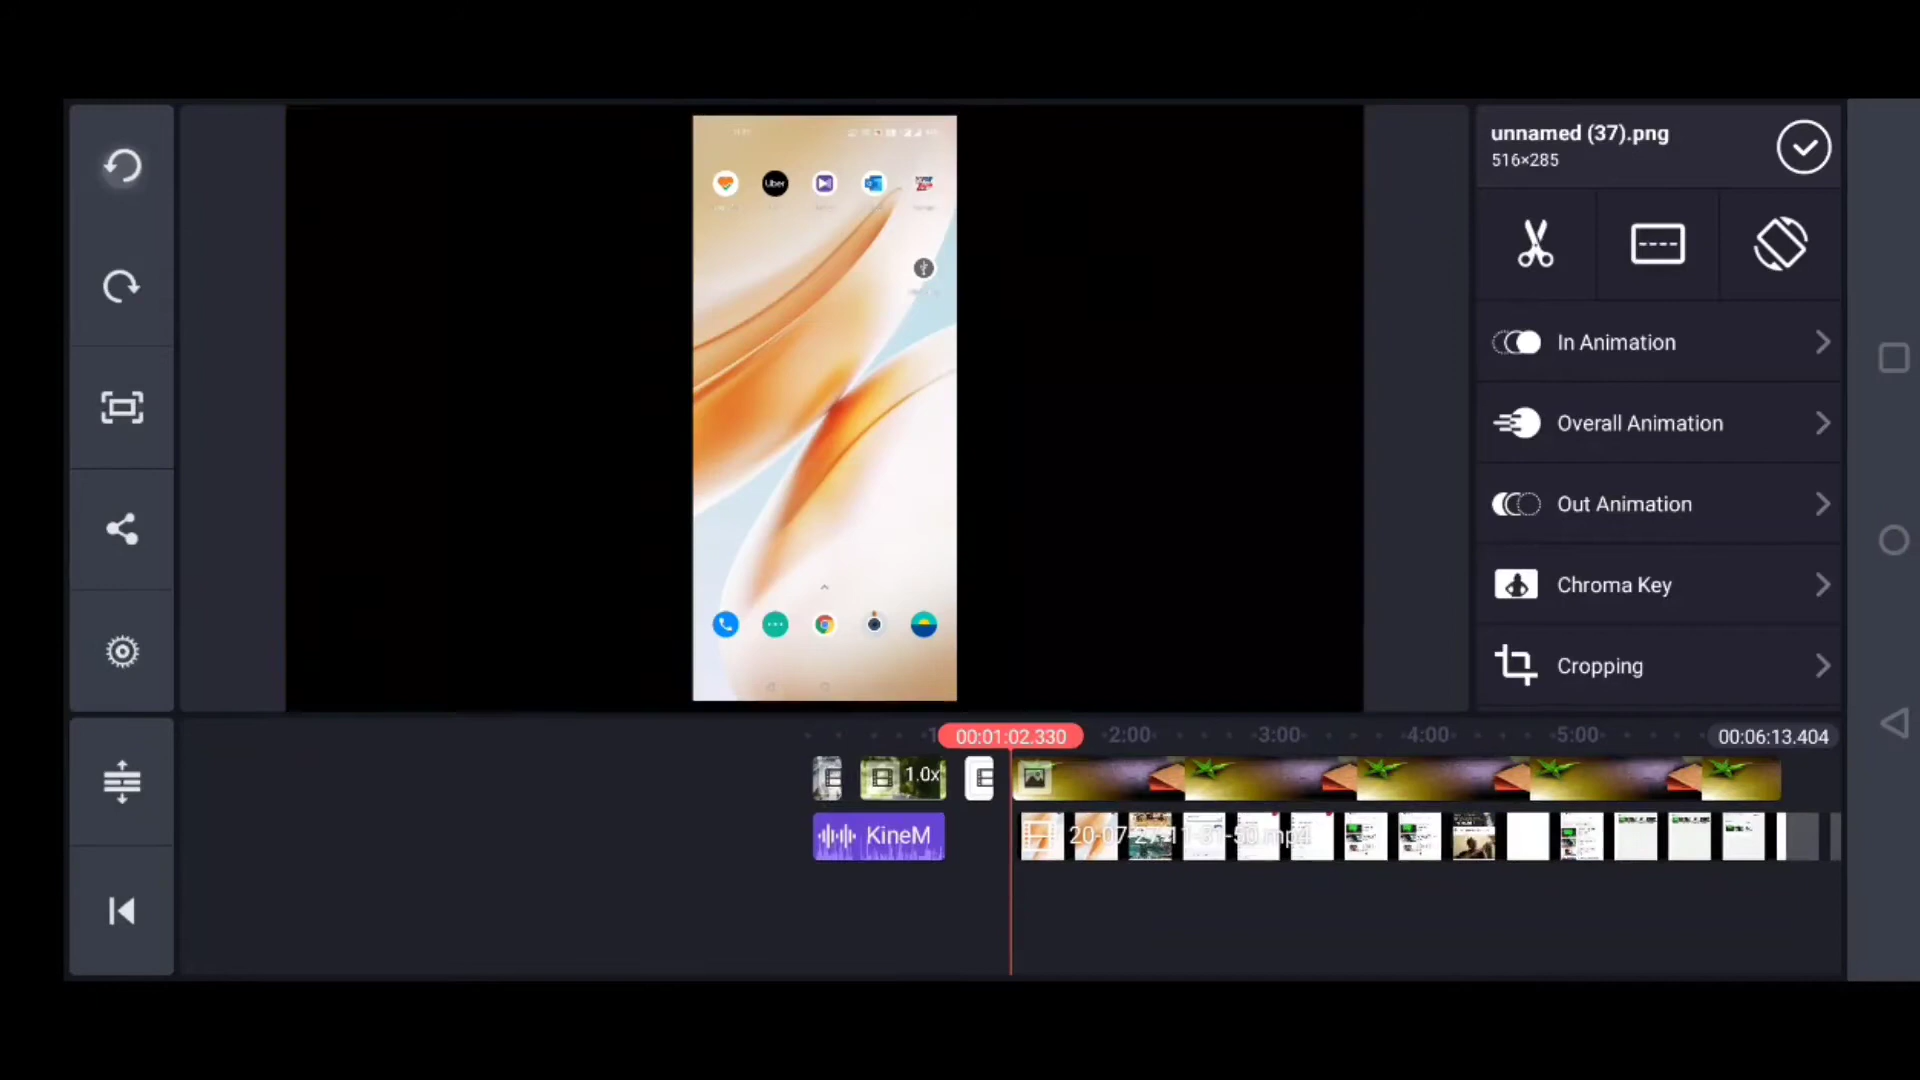 unnamed (37).png
516×285
Uber
In Animation
Overall Animation
Out Animation
Chroma Key
Cropping
00:01:02.330
2:00
3:00
4:00
5:00
00:06:13.404
1.0x
KineM